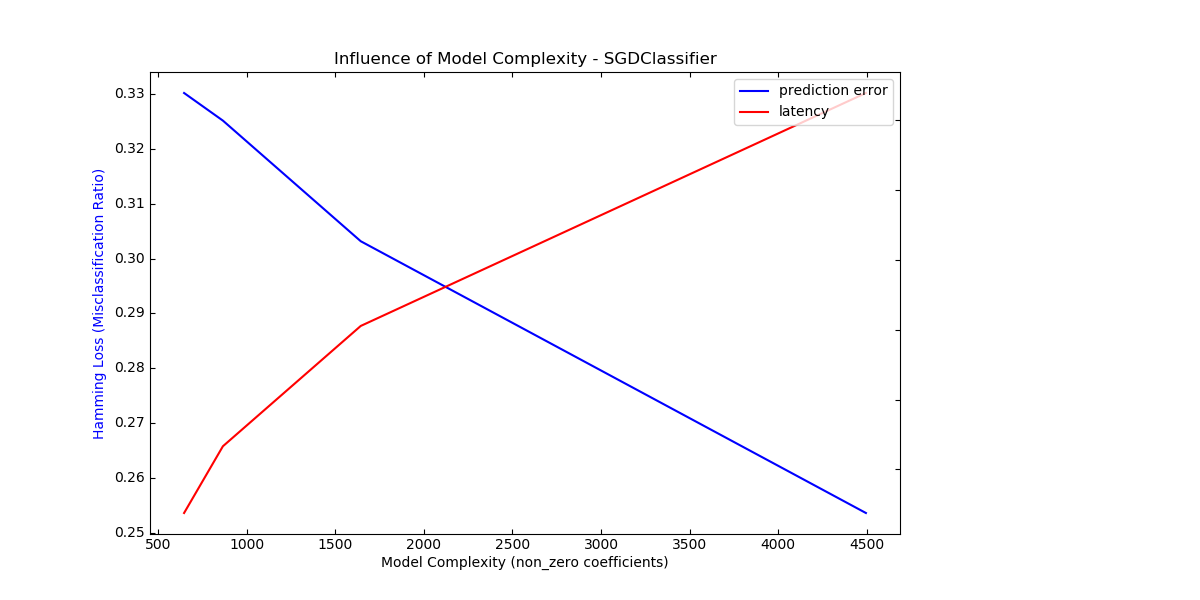 Influence of Model Complexity - SGDClassifier
prediction error
latency
Hamming Loss (Misclassification Ratio)
0.33
0.32
0.31
0.30
0.29
0.28
0.27
0.26
0.25
500 1000 1500 2000 2500 3000 3500 4000 4500
Model Complexity (non_zero coefficients)